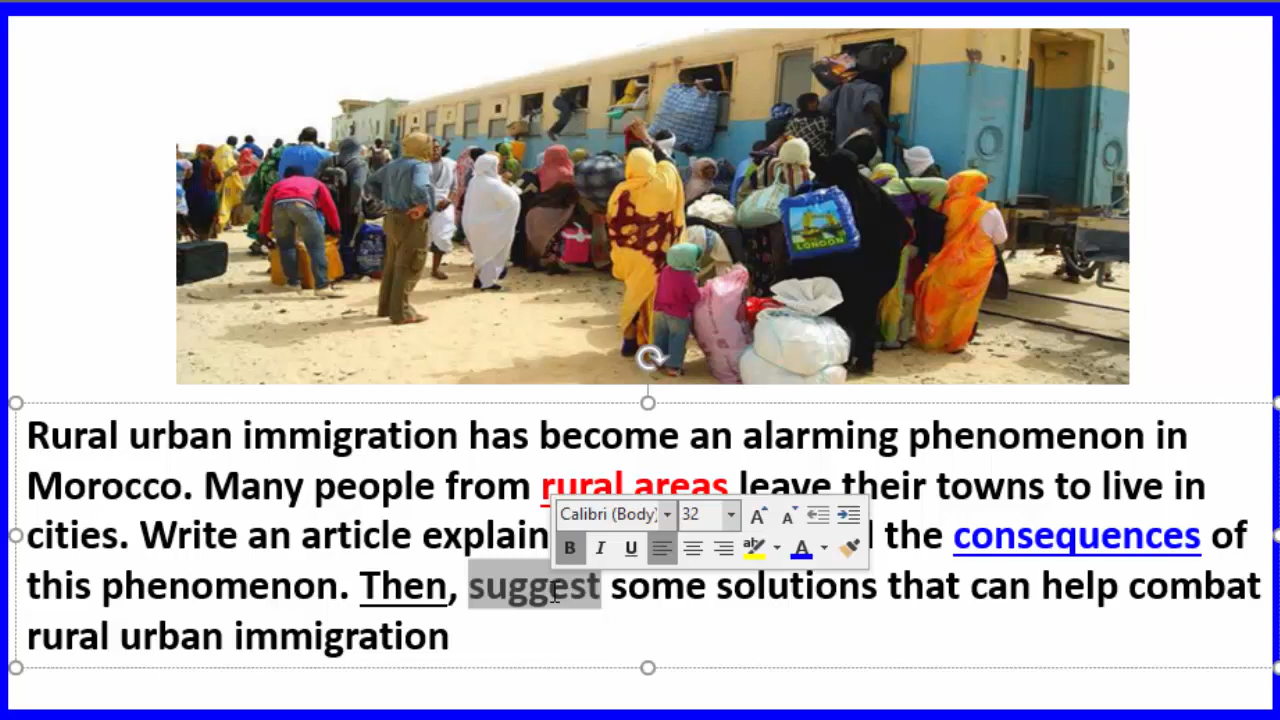 LONDON
Rural urban immigration has become an alarming phenomenon in
Morocco. Many people from rural areas leave their towns to live in
cities. Write an article explain the consequences of
Calibri (Body) 32
B I U A
this phenomenon. Then, suggest some solutions that can help combat
rural urban immigration